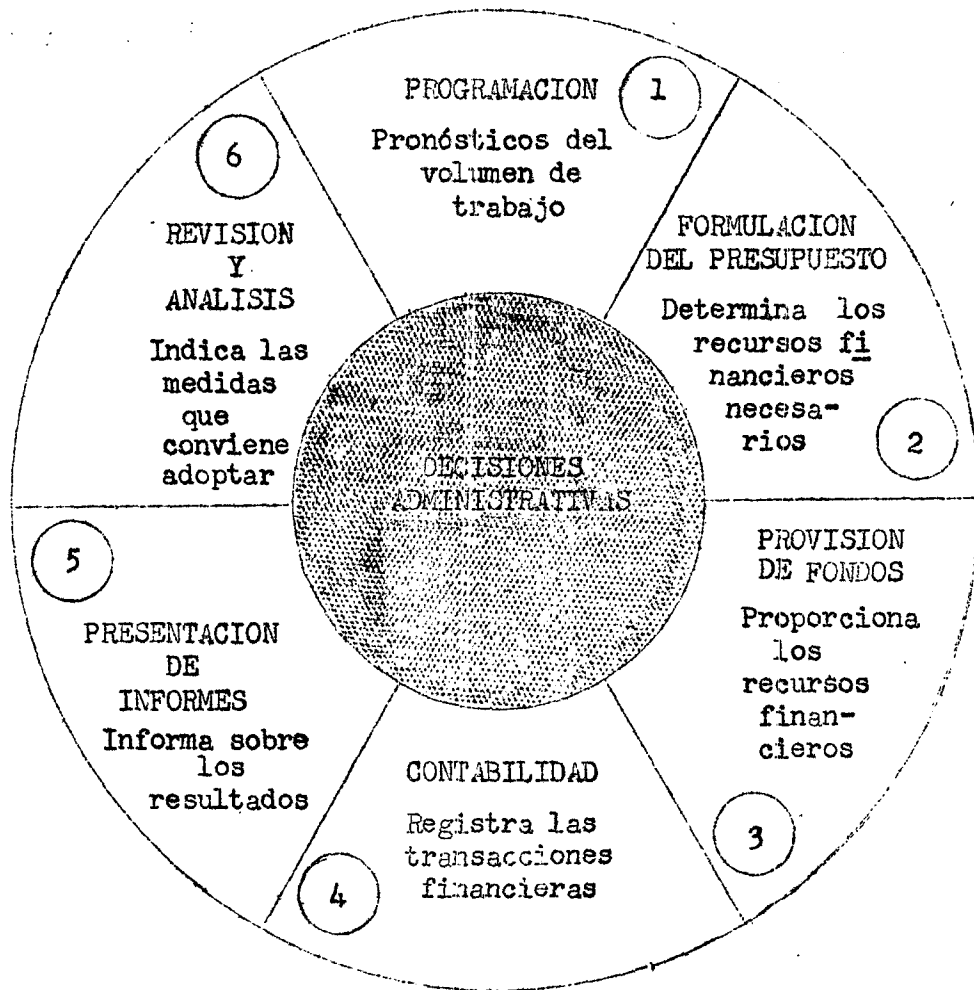 PROGRAMACION
1
Pronósticos del
volumen de
trabajo
FORMULACION
DEL PRESUPUESTO
Determina los
recursos fi
nancieros
necesa-
rios
2
PROVISION
DE FONDOS
Proporciona
los
recursos
finan-
cieros
3
CONTABILIDAD
Registra las
transacciones
financieras
4
5
PRESENTACION
DE
INFORMES
Informa sobre
los
resultados
6
REVISION
Y
ANALISIS
Indica las
medidas
que
conviene
adoptar
DECISIONES
ADMINISTRATIVAS